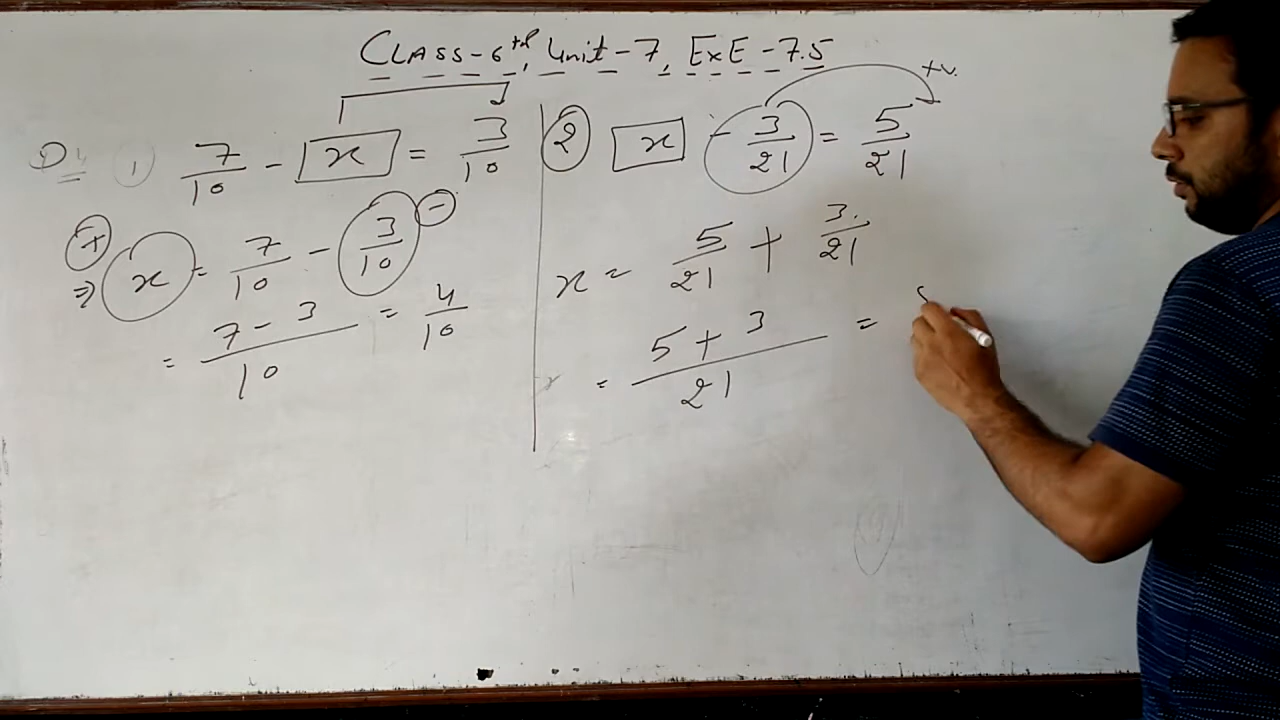 CLASS-6th, Unit-7, ExE-7.5
① 7/10 - x = 3/10
+ -
⇒ x = 7/10 - 3/10
= 7-3/10 = 4/10
② x - 3/21 = 5/21
+v.
x = 5/21 + 3/21
= 5+3/21 =